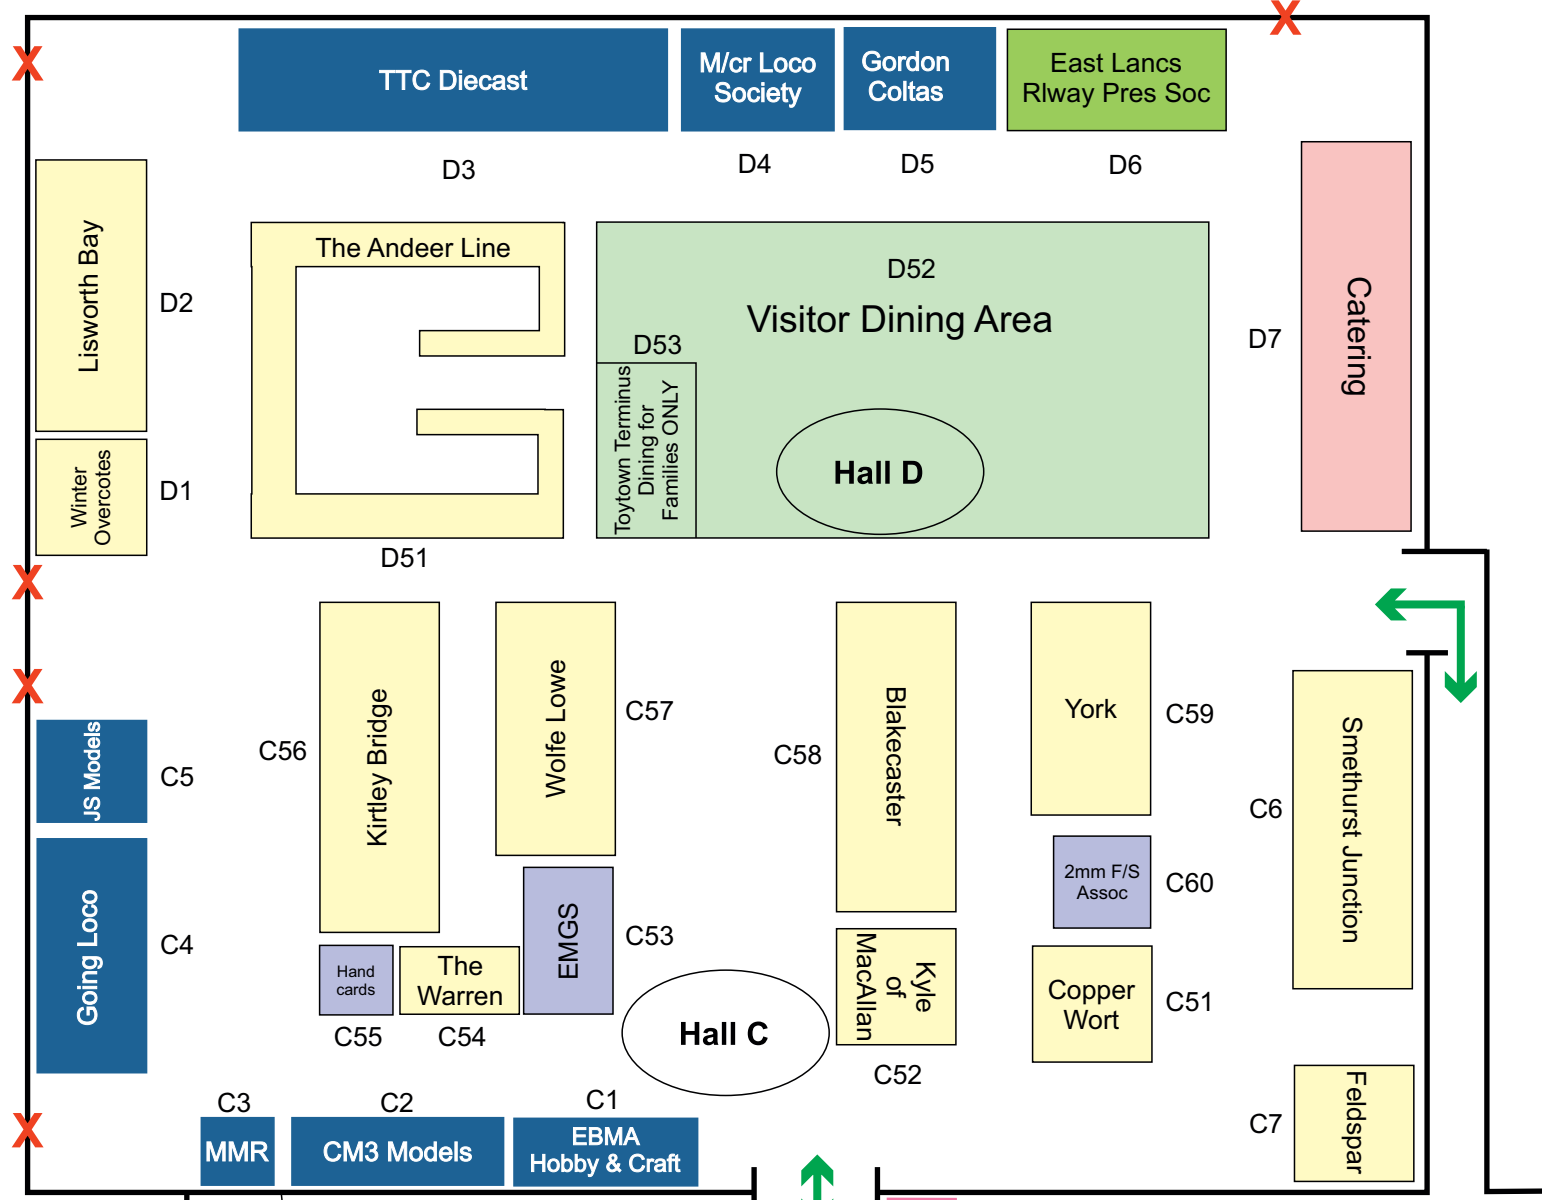 X
X
TTC Diecast
M/cr Loco
Society
Gordon
Coltas
East Lancs
Rlway Pres Soc
D3
D4
D5
D6
Lisworth Bay
D2
The Andeer Line
D52
Visitor Dining Area
D53
Toytown Terminus
Dining for
Families ONLY
Hall D
D7
Catering
Winter
Overcotes
D1
D51
X
X
JS Models
C5
C56
Kirtley Bridge
Wolfe Lowe
C57
C58
Blakecaster
York
C59
C6
Smethurst Junction
2mm F/S
Assoc
C60
Going Loco
C4
EMGS
C53
Hand
cards
C55
The
Warren
C54
Hall C
Kyle
of
MacAllan
C52
Copper
Wort
C51
C7
Feldspar
X
C3
MMR
C2
CM3 Models
C1
EBMA
Hobby & Craft